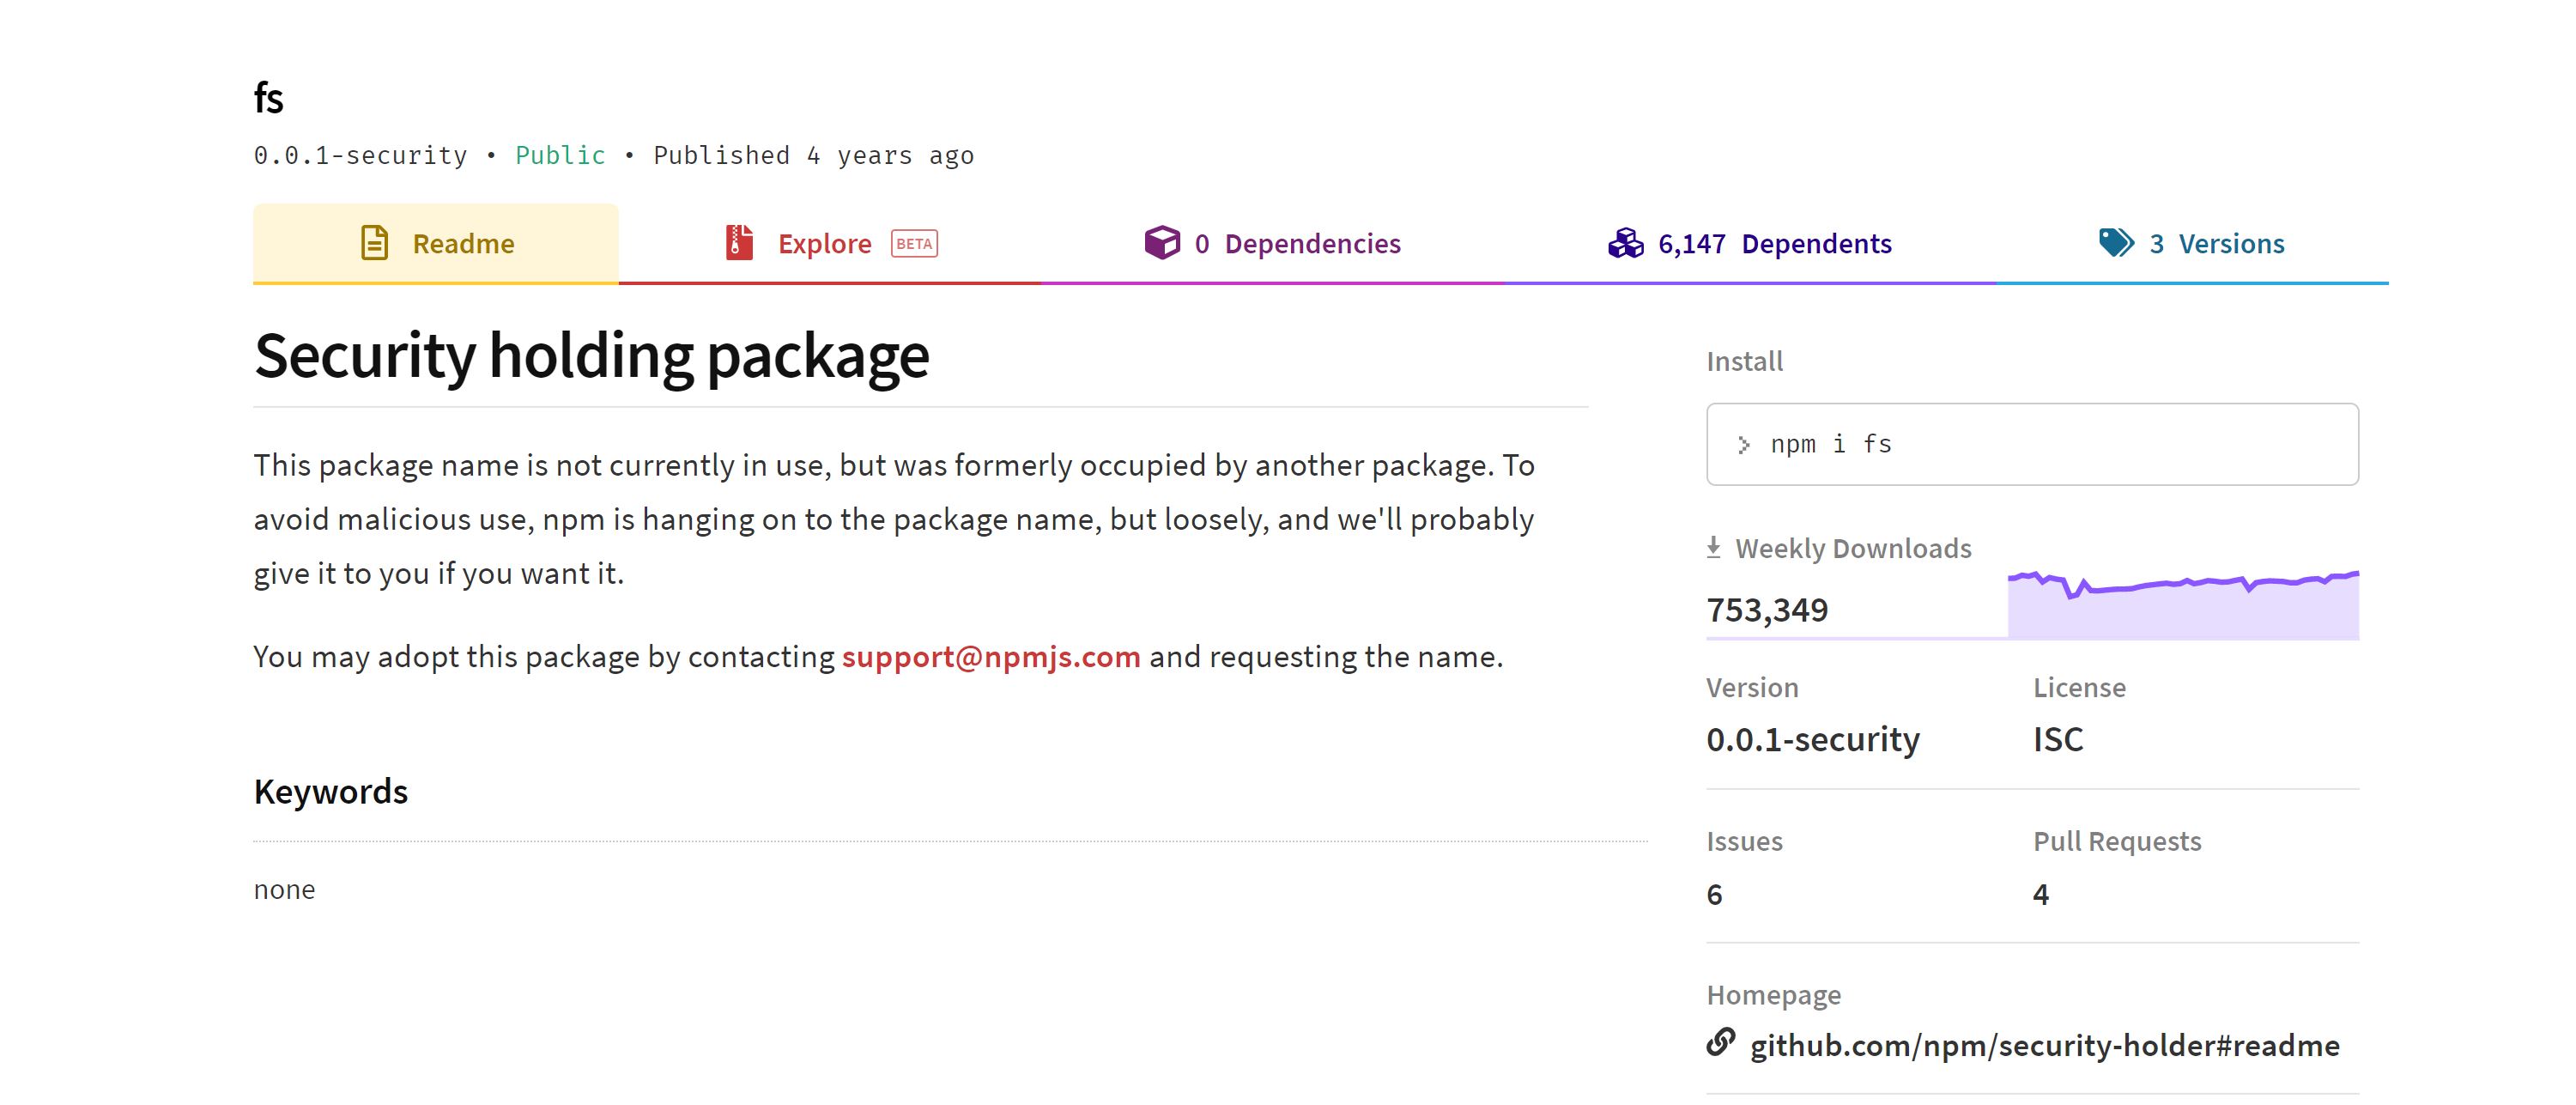 fs
0.0.1-security • Public • Published 4 years ago
Readme
Explore BETA
0 Dependencies
6,147 Dependents
3 Versions
Security holding package
This package name is not currently in use, but was formerly occupied by another package. To
avoid malicious use, npm is hanging on to the package name, but loosely, and we'll probably
give it to you if you want it.
You may adopt this package by contacting support@npmjs.com and requesting the name.
Keywords
none
Install
> npm i fs
Weekly Downloads
753,349
Version
License
0.0.1-security
ISC
Issues
Pull Requests
6
4
Homepage
github.com/npm/security-holder#readme